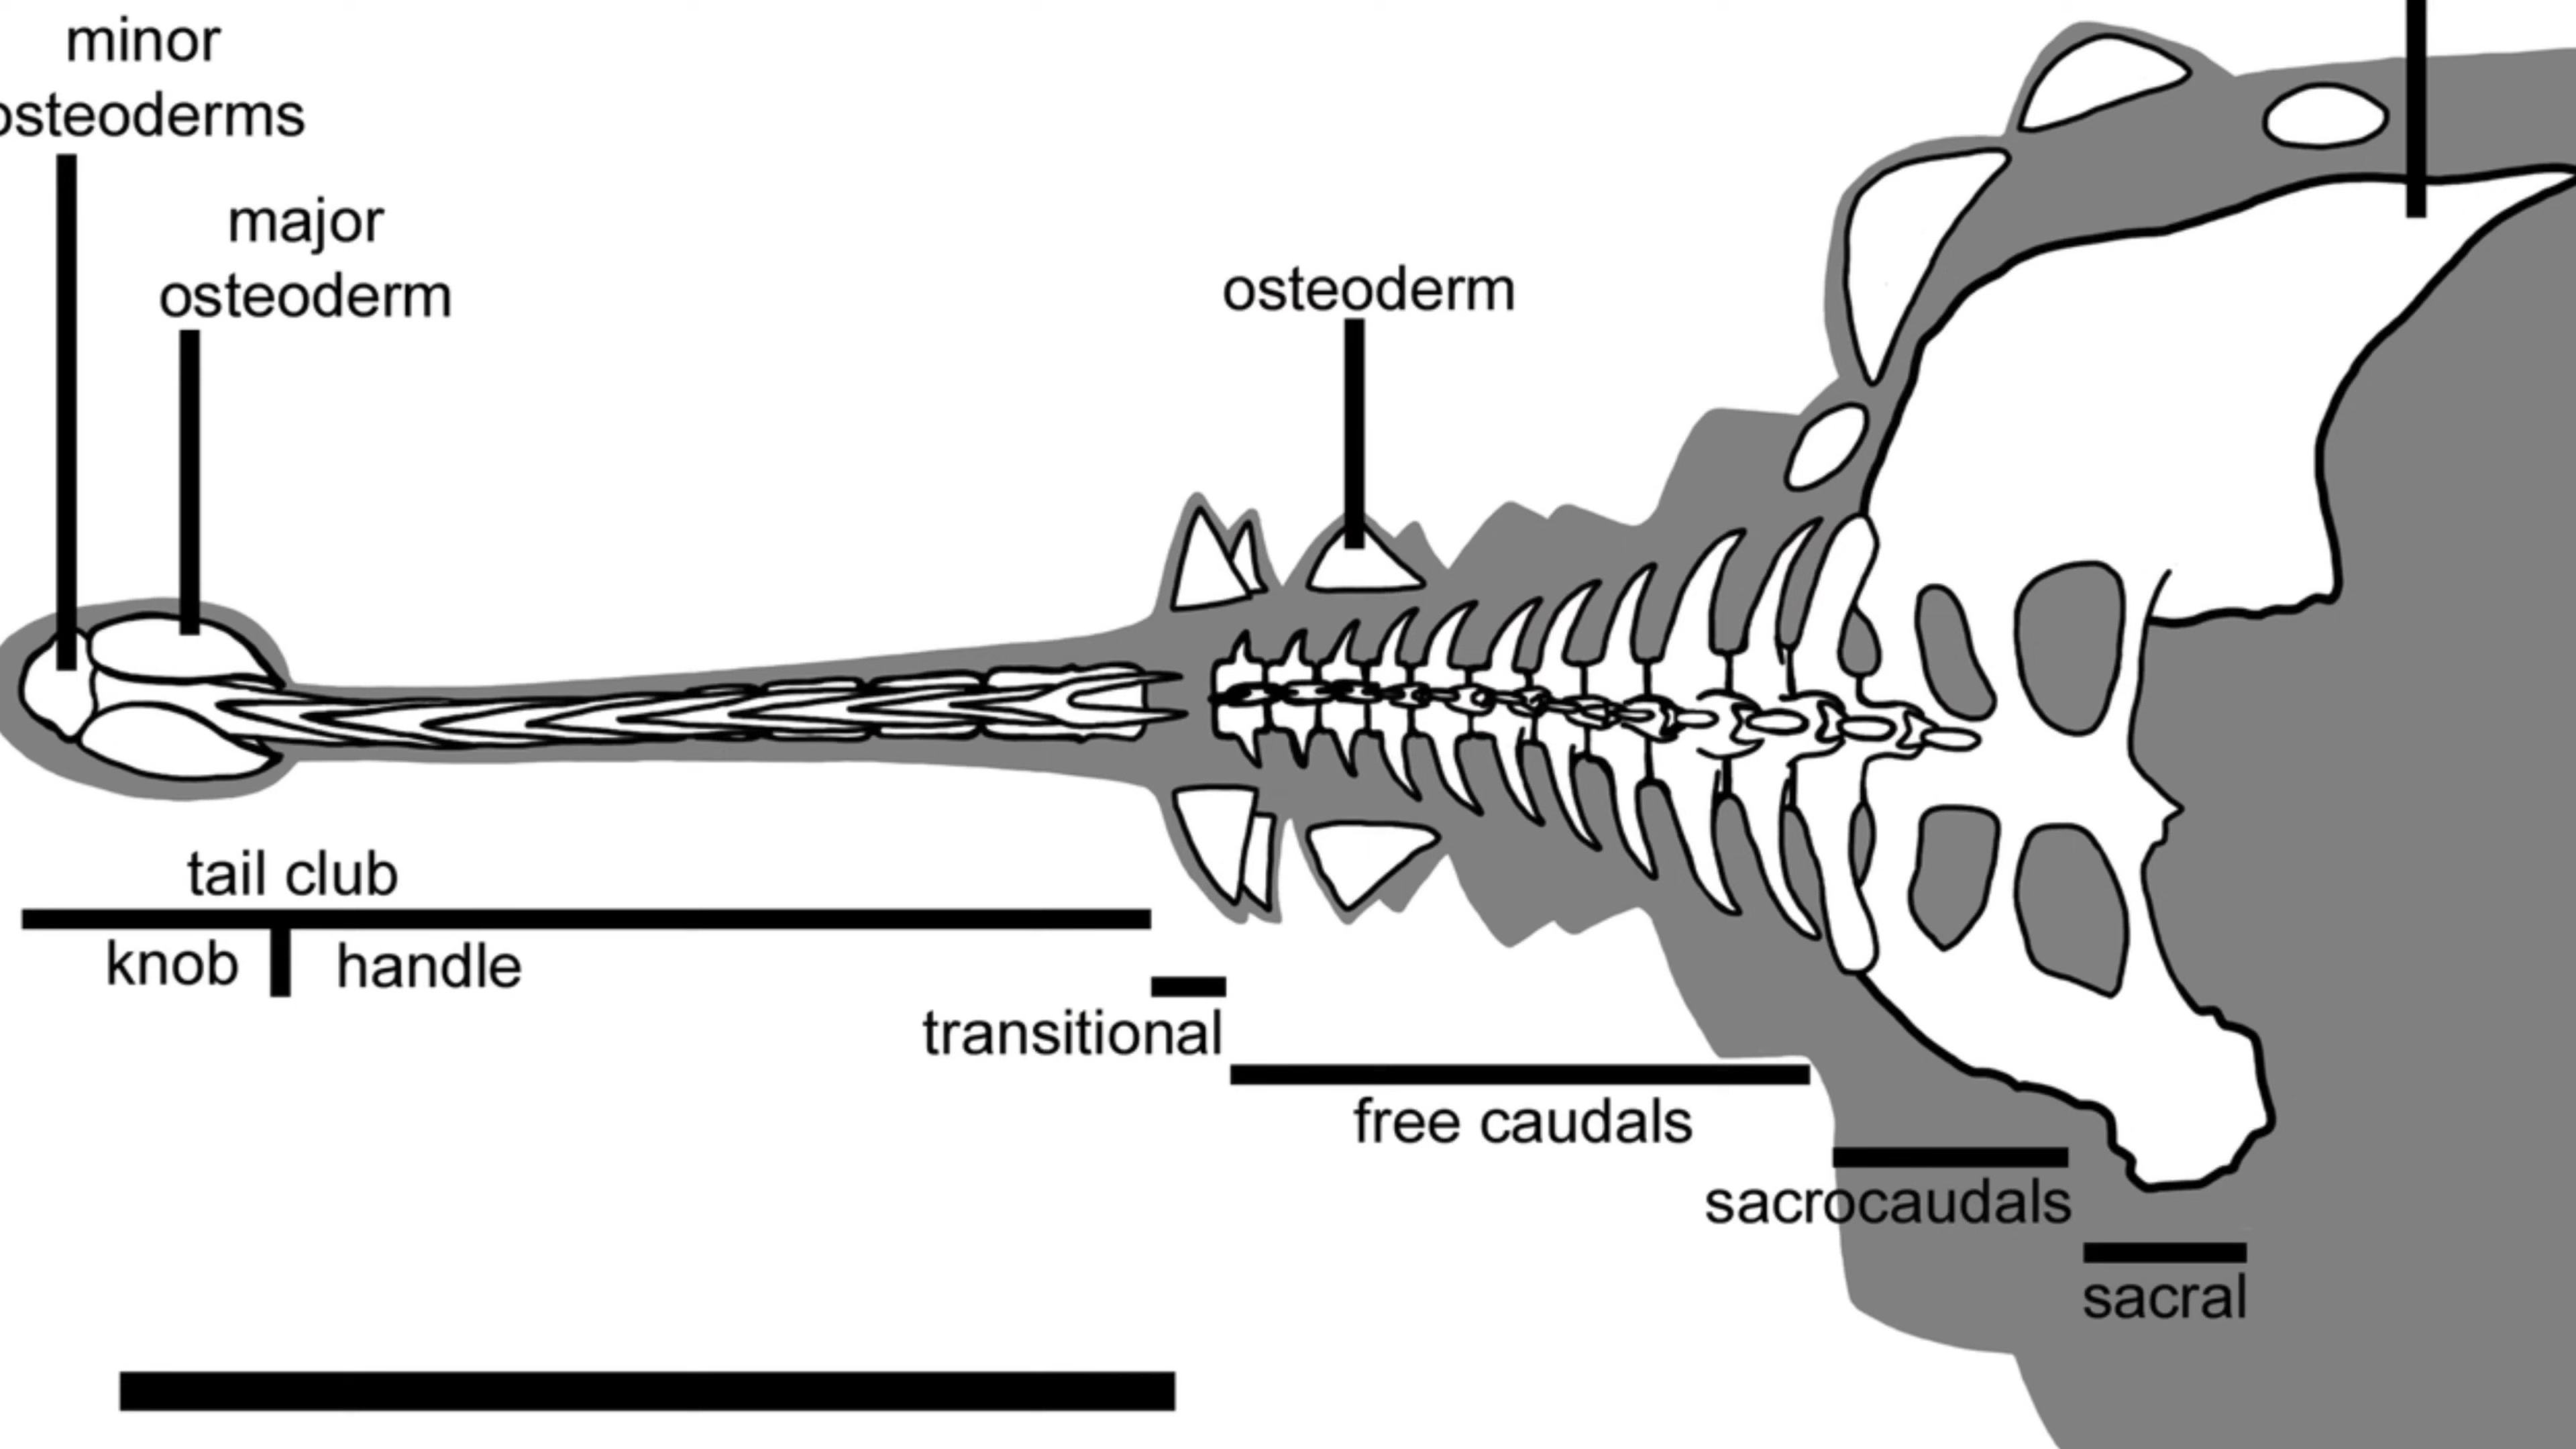 minor
osteoderms
major
osteoderm
osteoderm
tail club
knob
handle
transitional
free caudals
sacrocaudals
sacral